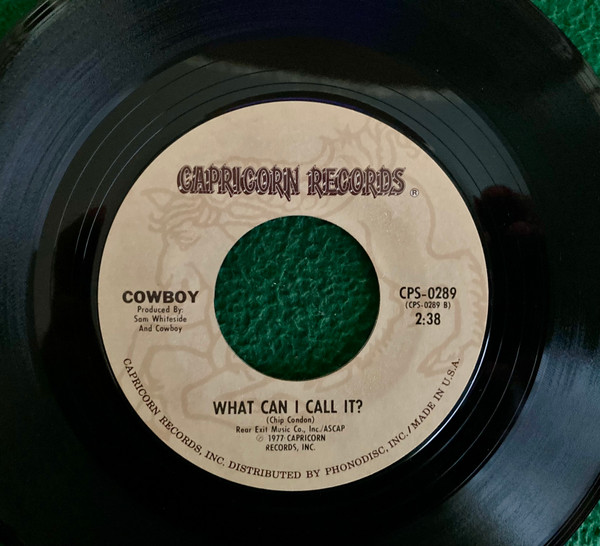 CAPRICORN RECORDS ®
COWBOY
Produced By:
Sam Whiteside
And Cowboy
CPS-0289
(CPS-0289 B)
2:38
WHAT CAN I CALL IT?
(Chip Condon)
Rear Exit Music Co., Inc./ASCAP
℗ 1977 CAPRICORN
RECORDS, INC.
CAPRICORN RECORDS, INC. DISTRIBUTED BY PHONODISC, INC./MADE IN U.S.A.